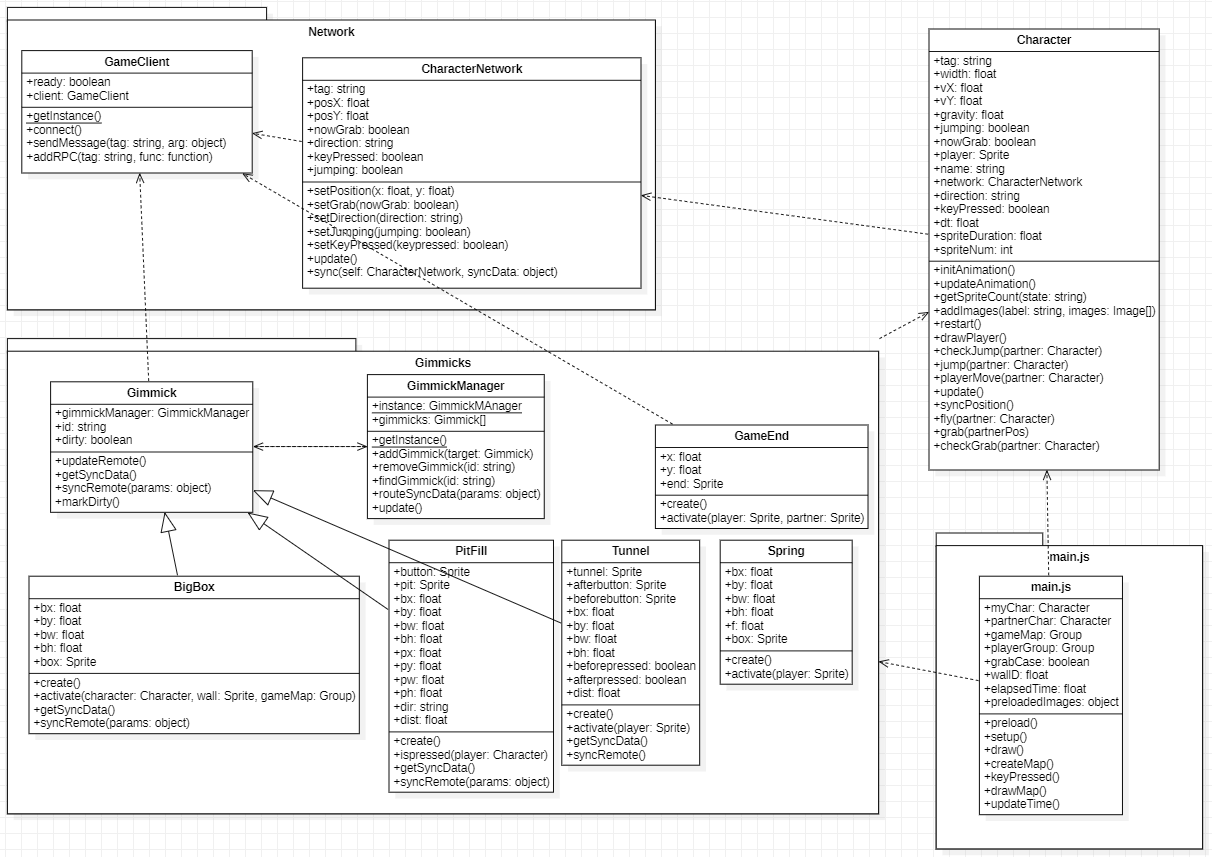 Network
GameClient
+ready: boolean
+client: GameClient
+getInstance()
+connect()
+sendMessage(tag: string, arg: object)
+addRPC(tag: string, func: function)
CharacterNetwork
+tag: string
+posX: float
+posY: float
+nowGrab: boolean
+direction: string
+keyPressed: boolean
+jumping: boolean
+setPosition(x: float, y: float)
+setGrab(nowGrab: boolean)
+setDirection(direction: string)
+setJumping(jumping: boolean)
+setKeyPressed(keypressed: boolean)
+update()
+sync(self: CharacterNetwork, syncData: object)
Character
+tag: string
+width: float
+vX: float
+vY: float
+gravity: float
+jumping: boolean
+nowGrab: boolean
+player: Sprite
+name: string
+network: CharacterNetwork
+direction: string
+keyPressed: boolean
+dt: float
+spriteDuration: float
+spriteNum: int
+initAnimation()
+updateAnimation()
+getSpriteCount(state: string)
+addImages(label: string, images: Image[])
+restart()
+drawPlayer()
+checkJump(partner: Character)
+jump(partner: Character)
+playerMove(partner: Character)
+update()
+syncPosition()
+fly(partner: Character)
+grab(partnerPos)
+checkGrab(partner: Character)
Gimmicks
Gimmick
+gimmickManager: GimmickManager
+id: string
+dirty: boolean
+updateRemote()
+getSyncData()
+syncRemote(params: object)
+markDirty()
GimmickManager
+instance: GimmickMAnager
+gimmicks: Gimmick[]
+getInstance()
+addGimmick(target: Gimmick)
+removeGimmick(id: string)
+findGimmick(id: string)
+routeSyncData(params: object)
+update()
GameEnd
+x: float
+y: float
+end: Sprite
+create()
+activate(player: Sprite, partner: Sprite)
BigBox
+bx: float
+by: float
+bw: float
+bh: float
+box: Sprite
+create()
+activate(character: Character, wall: Sprite, gameMap: Group)
+getSyncData()
+syncRemote(params: object)
PitFill
+button: Sprite
+pit: Sprite
+bx: float
+by: float
+bw: float
+bh: float
+px: float
+py: float
+pw: float
+ph: float
+dir: string
+dist: float
+create()
+ispressed(player: Character)
+getSyncData()
+syncRemote(params: object)
Tunnel
+tunnel: Sprite
+afterbutton: Sprite
+beforebutton: Sprite
+bx: float
+by: float
+bw: float
+bh: float
+beforepressed: boolean
+afterpressed: boolean
+dist: float
+create()
+activate(player: Sprite)
+getSyncData()
+syncRemote()
Spring
+bx: float
+by: float
+bw: float
+bh: float
+f: float
+box: Sprite
+create()
+activate(player: Sprite)
main.js
main.js
+myChar: Character
+partnerChar: Character
+gameMap: Group
+playerGroup: Group
+grabCase: boolean
+wallD: float
+elapsedTime: float
+preloadedImages: object
+preload()
+setup()
+draw()
+createMap()
+keyPressed()
+drawMap()
+updateTime()